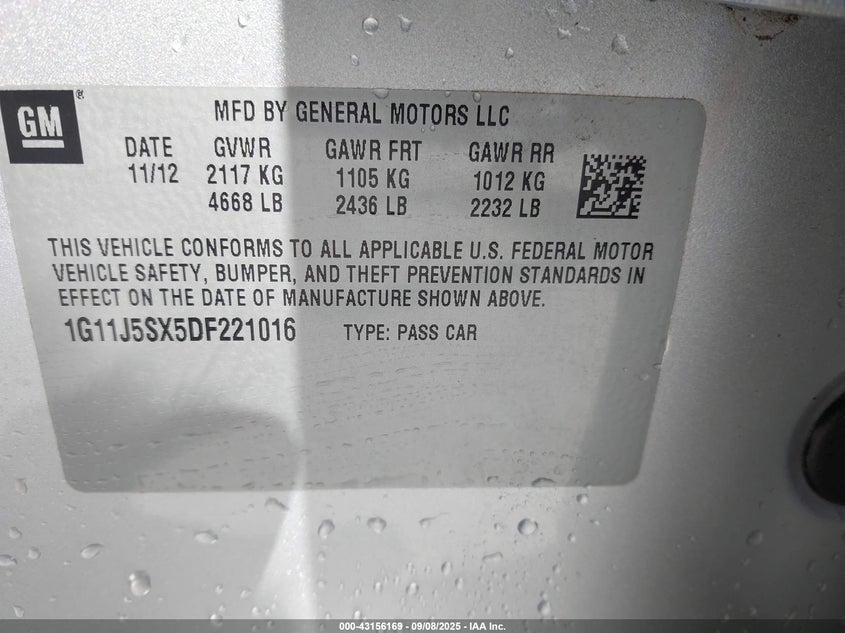 GM®
MFD BY GENERAL MOTORS LLC
DATE GVWR GAWR FRT GAWR RR
11/12 2117 KG 1105 KG 1012 KG
4668 LB 2436 LB 2232 LB
THIS VEHICLE CONFORMS TO ALL APPLICABLE U.S. FEDERAL MOTOR
VEHICLE SAFETY, BUMPER, AND THEFT PREVENTION STANDARDS IN
EFFECT ON THE DATE OF MANUFACTURE SHOWN ABOVE.
1G11J5SX5DF221016 TYPE: PASS CAR
000-43156169 - 09/08/2025 - IAA Inc.